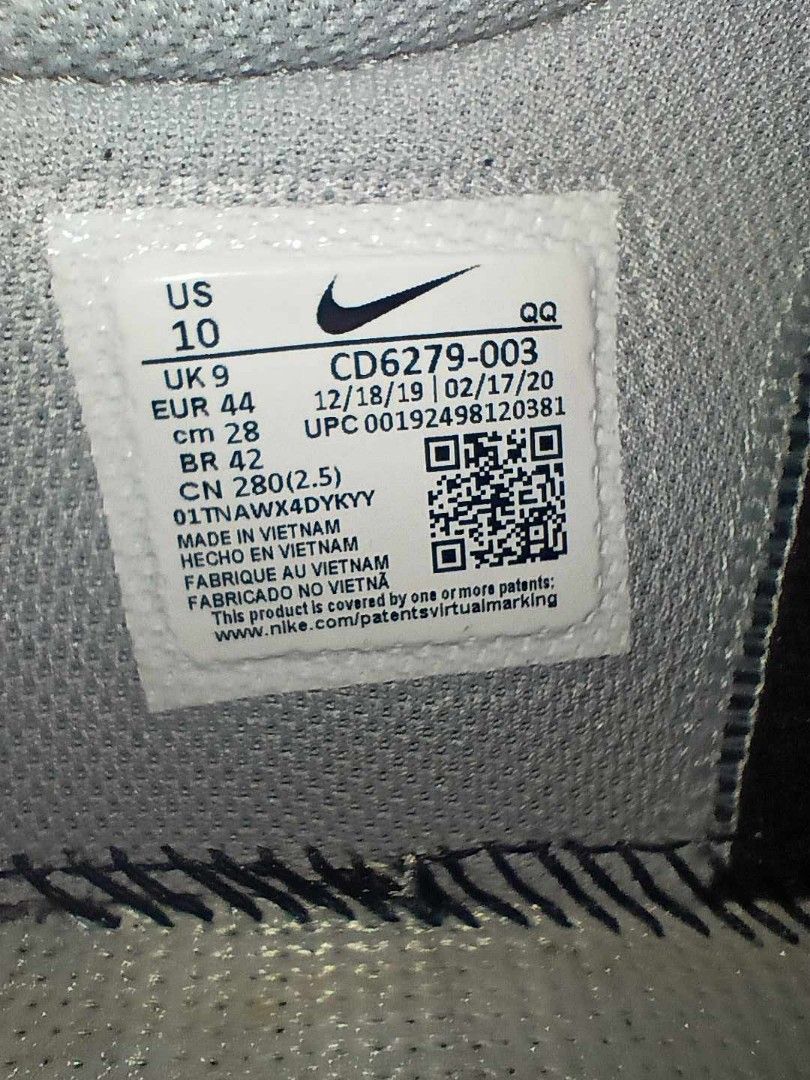 US
10
QQ
UK 9
EUR 44
cm 28
BR 42
CN 280(2.5)
CD6279-003
12/18/19 | 02/17/20
UPC 00192498120381
01TNAWX4DYKYY
MADE IN VIETNAM
HECHO EN VIETNAM
FABRIQUE AU VIETNAM
FABRICADO NO VIETNÃ
This product is covered by one or more patents:
www.nike.com/patentsvirtualmarking